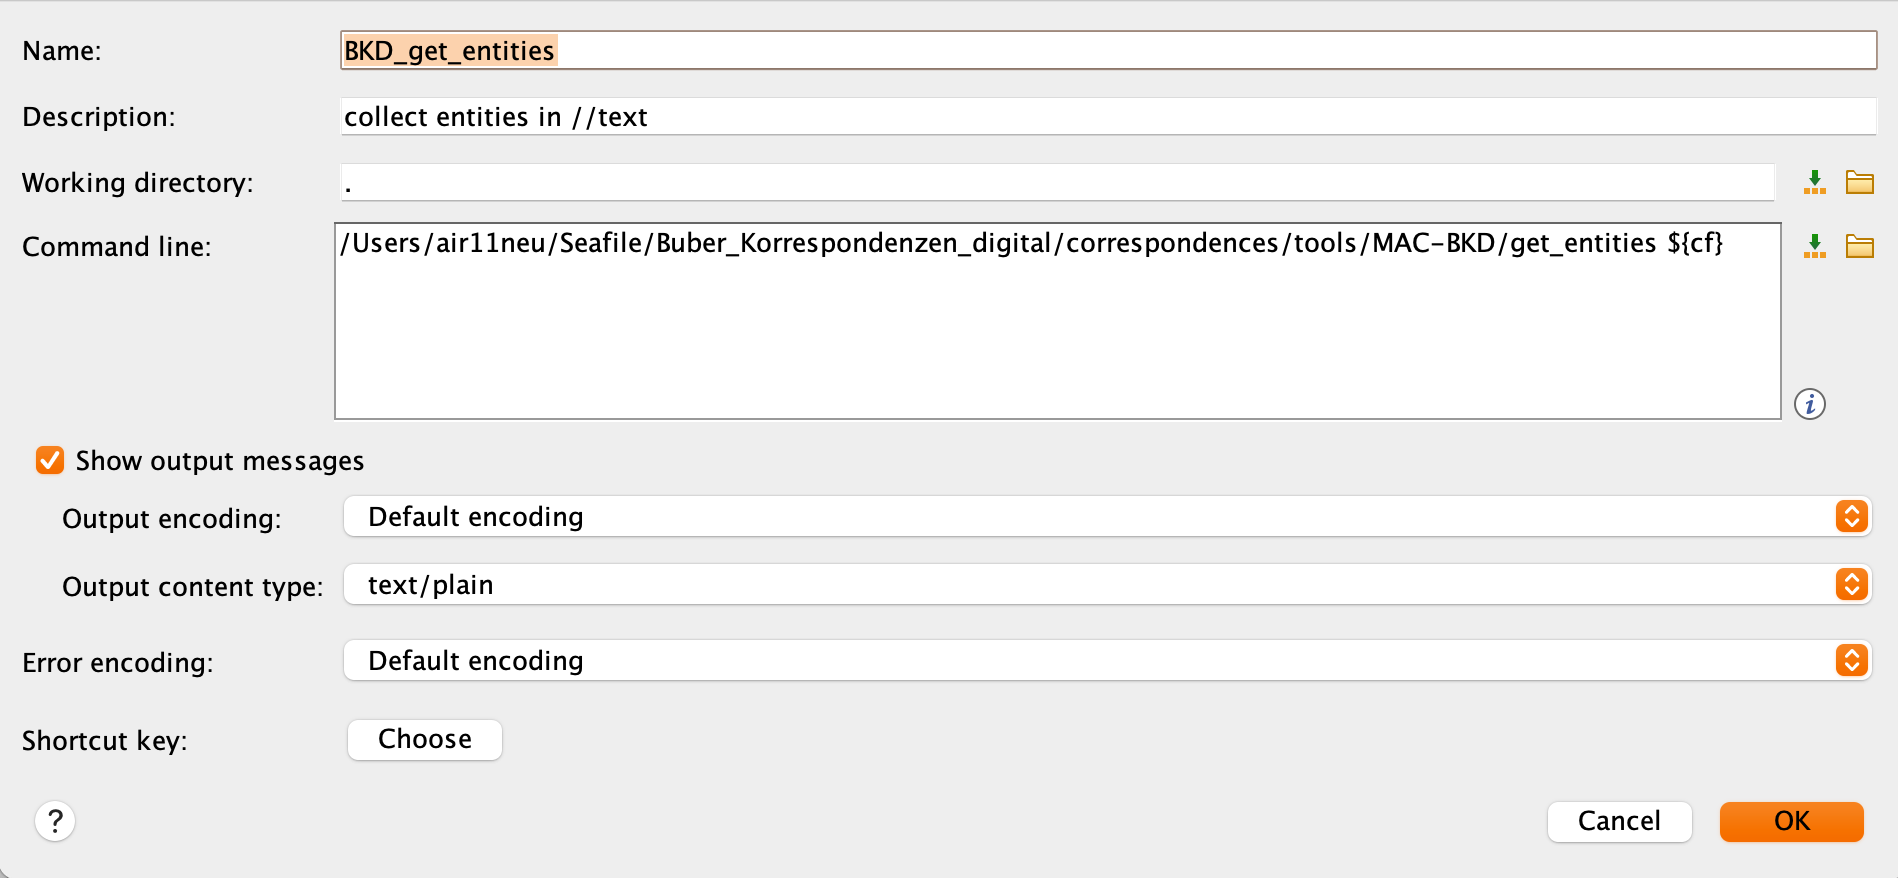 Name: BKD_get_entities
Description: collect entities in //text
Working directory: .
Command line: /Users/air11neu/Seafile/Buber_Korrespondenzen_digital/correspondences/tools/MAC-BKD/get_entities ${cf}
i
Show output messages
Output encoding: Default encoding
Output content type: text/plain
Error encoding: Default encoding
Shortcut key: Choose
? Cancel OK